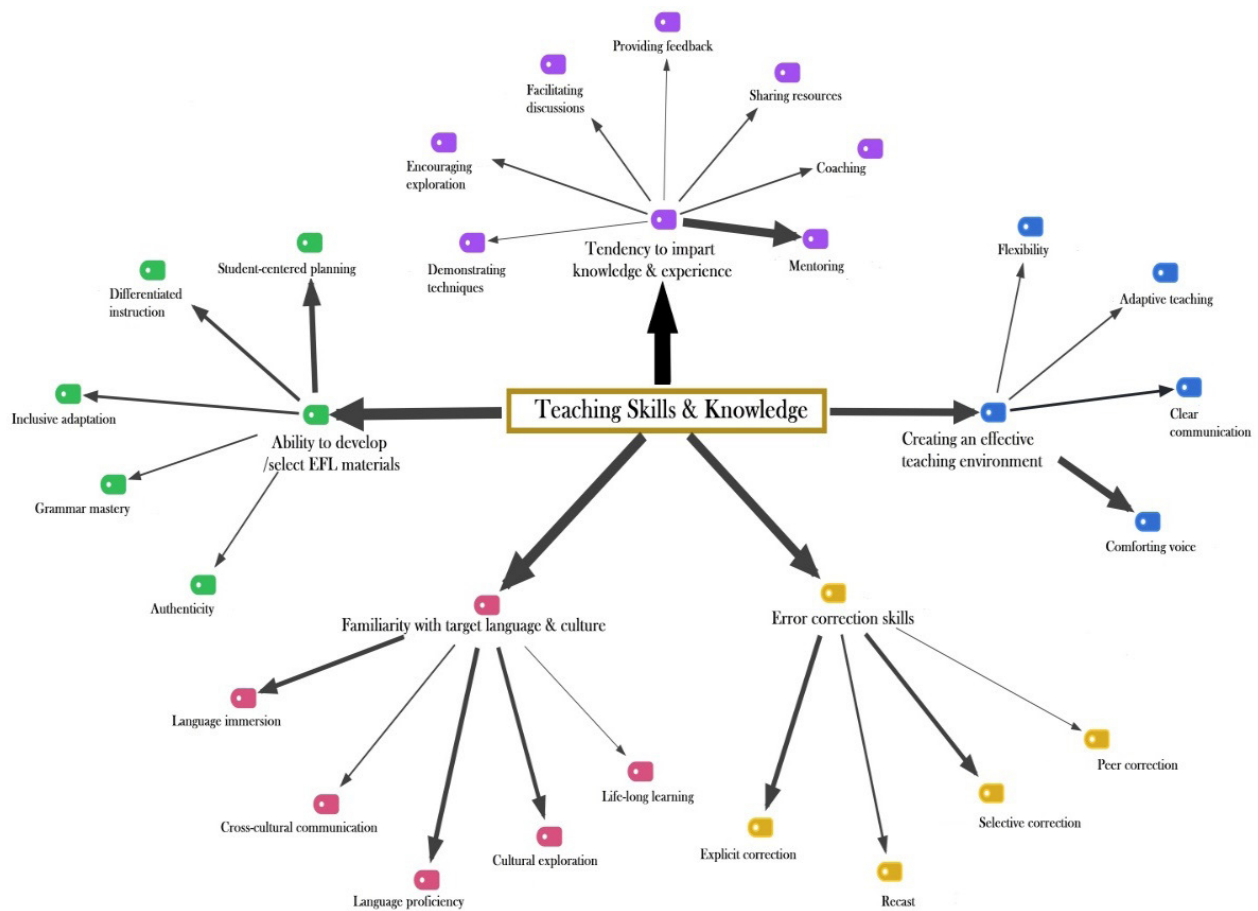 Providing feedback
Facilitating
discussions
Sharing resources
Encouraging
exploration
Coaching
Demonstrating
techniques
Tendency to impart
knowledge & experience
Mentoring
Student-centered planning
Differentiated
instruction
Inclusive adaptation
Ability to develop
/select EFL materials
Grammar mastery
Authenticity
Teaching Skills & Knowledge
Flexibility
Adaptive teaching
Clear
communication
Creating an effective
teaching environment
Comforting voice
Familiarity with target language & culture
Language immersion
Cross-cultural communication
Language proficiency
Cultural exploration
Life-long learning
Error correction skills
Peer correction
Selective correction
Explicit correction
Recast